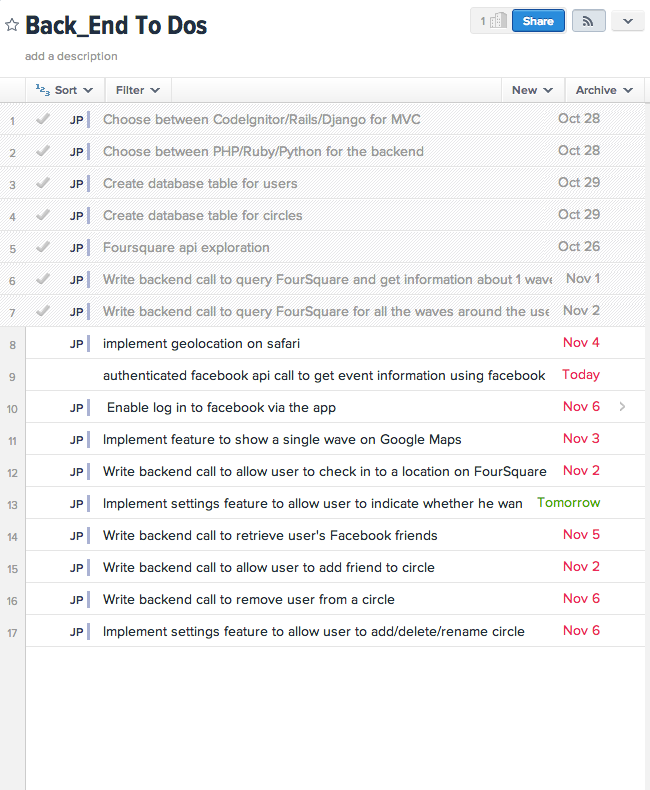 Back_End To Dos
1 Share
add a description
123 Sort Filter New Archive
1 JP Choose between CodeIgnitor/Rails/Django for MVC Oct 28
2 JP Choose between PHP/Ruby/Python for the backend Oct 28
3 JP Create database table for users Oct 29
4 JP Create database table for circles Oct 29
5 JP Foursquare api exploration Oct 26
6 JP Write backend call to query FourSquare and get information about 1 wave Nov 1
7 JP Write backend call to query FourSquare for all the waves around the use Nov 2
8 JP implement geolocation on safari Nov 4
9 authenticated facebook api call to get event information using facebook Today
10 JP Enable log in to facebook via the app Nov 6
11 JP Implement feature to show a single wave on Google Maps Nov 3
12 JP Write backend call to allow user to check in to a location on FourSquare Nov 2
13 JP Implement settings feature to allow user to indicate whether he wan Tomorrow
14 JP Write backend call to retrieve user's Facebook friends Nov 5
15 JP Write backend call to allow user to add friend to circle Nov 2
16 JP Write backend call to remove user from a circle Nov 6
17 JP Implement settings feature to allow user to add/delete/rename circle Nov 6